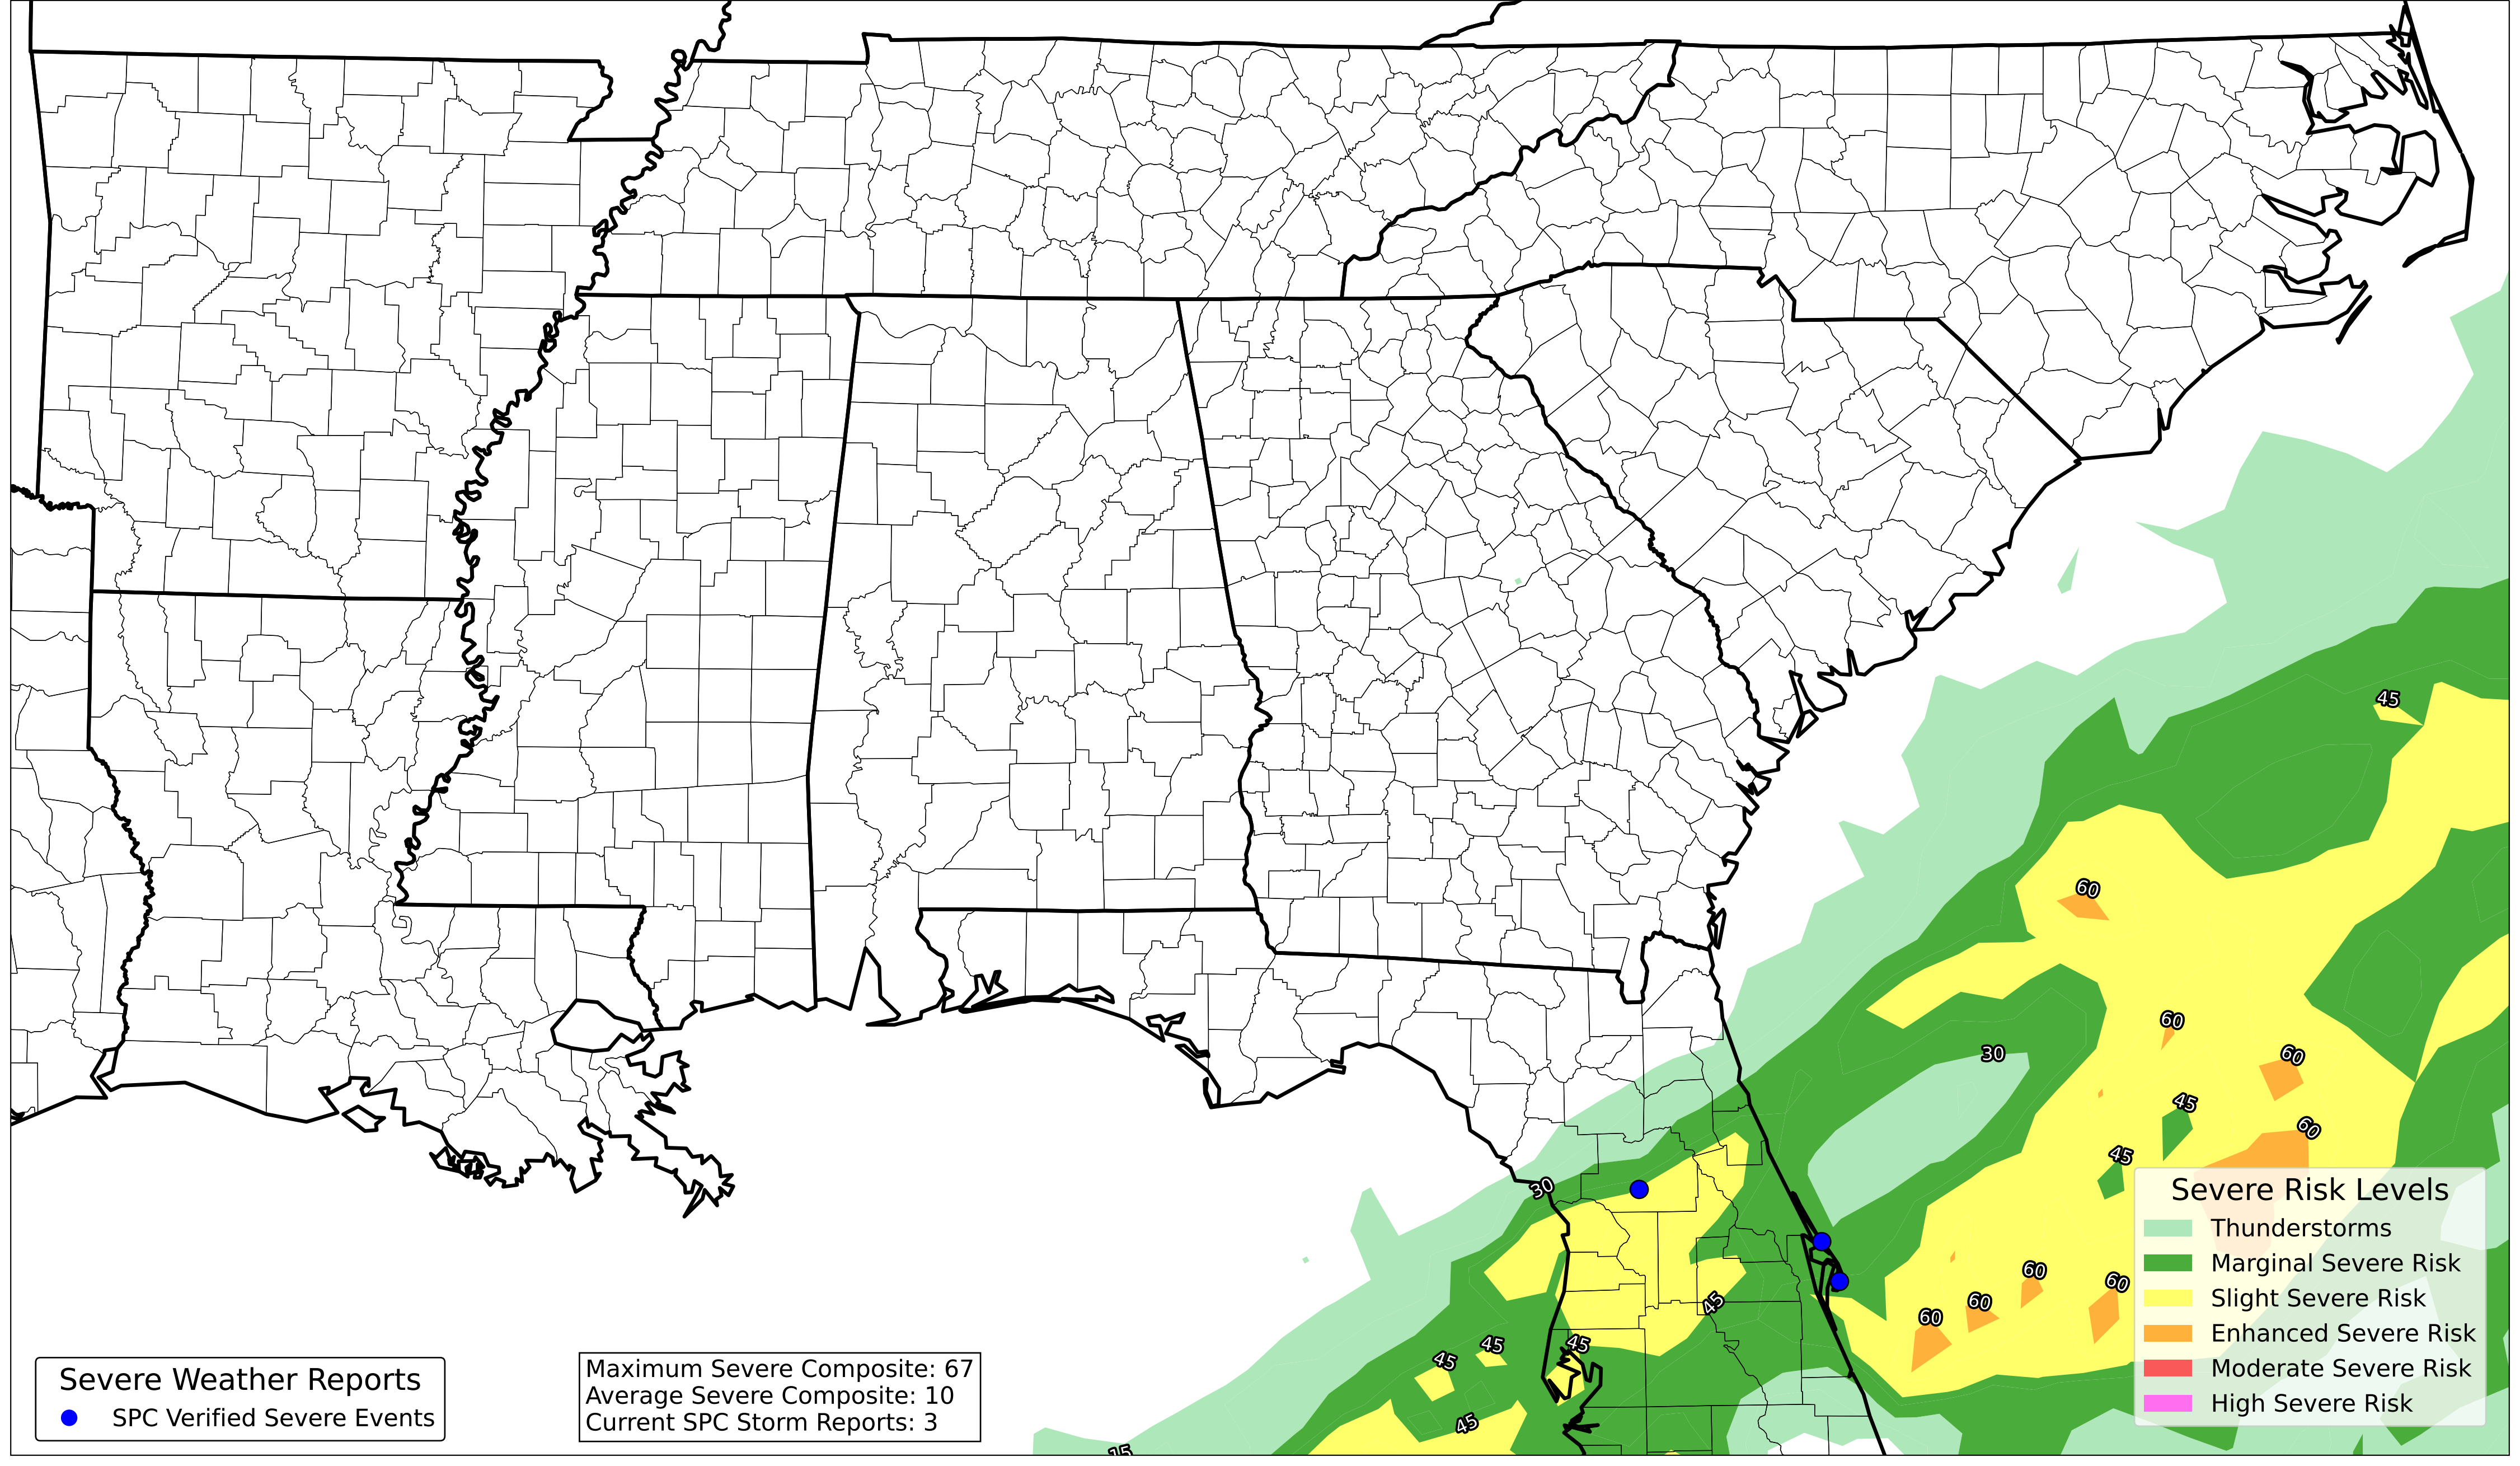 45
60
60
30
60
45
60
45
30
60
60
45
60
60
45
45
45
45
15
Severe Risk Levels
Thunderstorms
Marginal Severe Risk
Slight Severe Risk
Enhanced Severe Risk
Moderate Severe Risk
High Severe Risk
Severe Weather Reports
SPC Verified Severe Events
Maximum Severe Composite: 67
Average Severe Composite: 10
Current SPC Storm Reports: 3